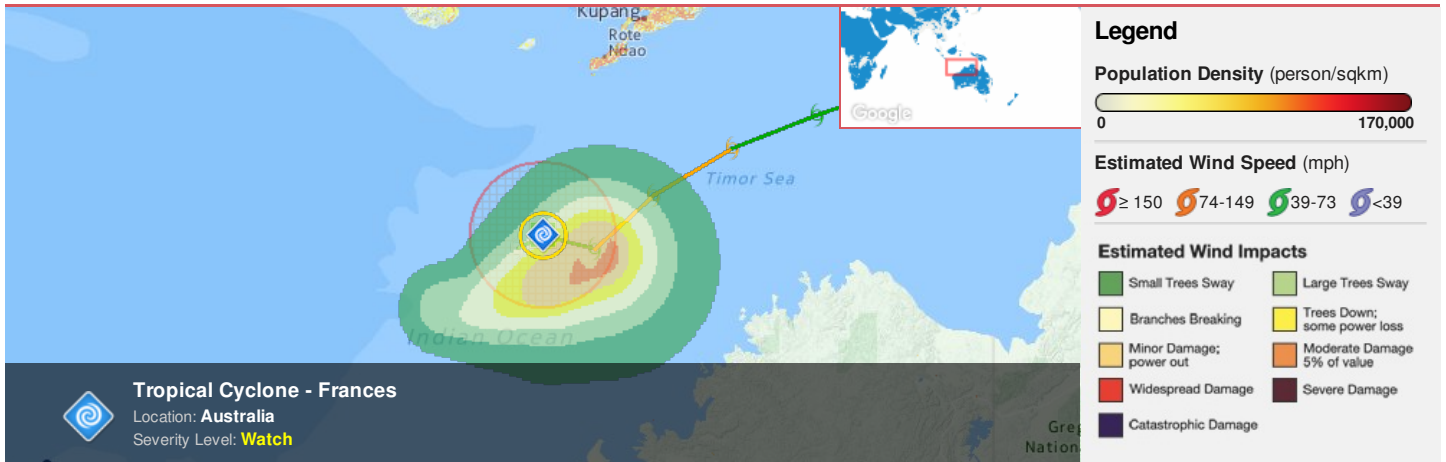 Kupang
Rote
Ndao
Timor Sea
Indian Ocean
Google
Tropical Cyclone - Frances
Location: Australia
Severity Level: Watch
Greg
Nation
Legend
Population Density (person/sqkm)
0
170,000
Estimated Wind Speed (mph)
≥ 150
74-149
39-73
<39
Estimated Wind Impacts
Small Trees Sway
Large Trees Sway
Branches Breaking
Trees Down;
some power loss
Minor Damage;
power out
Moderate Damage
5% of value
Widespread Damage
Severe Damage
Catastrophic Damage